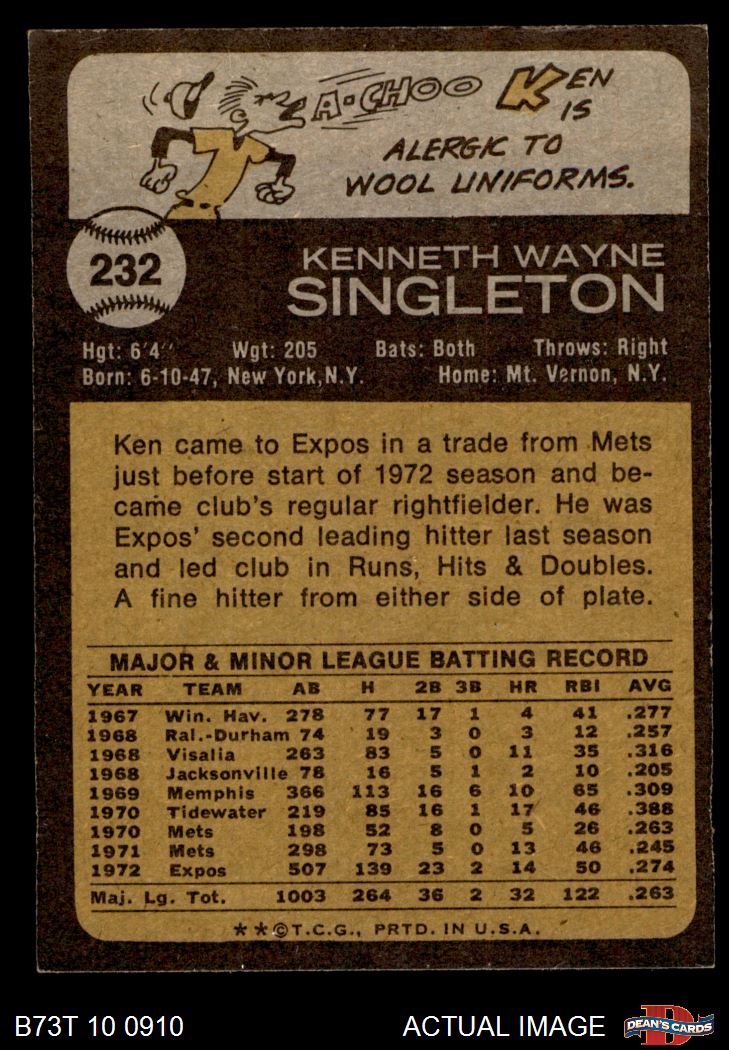 A-CHOO KEN
IS
ALERGIC TO
WOOL UNIFORMS.
232
KENNETH WAYNE
SINGLETON
Hgt: 6'4" Wgt: 205 Bats: Both Throws: Right
Born: 6-10-47, New York, N.Y. Home: Mt. Vernon, N.Y.
Ken came to Expos in a trade from Mets
just before start of 1972 season and be-
came club's regular rightfielder. He was
Expos' second leading hitter last season
and led club in Runs, Hits & Doubles.
A fine hitter from either side of plate.
MAJOR & MINOR LEAGUE BATTING RECORD
YEAR TEAM AB H 2B 3B HR RBI AVG
1967 Win. Hav. 278 77 17 1 4 41 .277
1968 Ral.-Durham 74 19 3 0 3 12 .257
1968 Visalia 263 83 5 0 11 35 .316
1968 Jacksonville 78 16 5 1 2 10 .205
1969 Memphis 366 113 16 6 10 65 .309
1970 Tidewater 219 85 16 1 17 46 .388
1970 Mets 198 52 8 0 5 26 .263
1971 Mets 298 73 5 0 13 46 .245
1972 Expos 507 139 23 2 14 50 .274
Maj. Lg. Tot. 1003 264 36 2 32 122 .263
**©T.C.G., PRTD. IN U.S.A.
B73T 10 0910 ACTUAL IMAGE DEAN'S CARDS